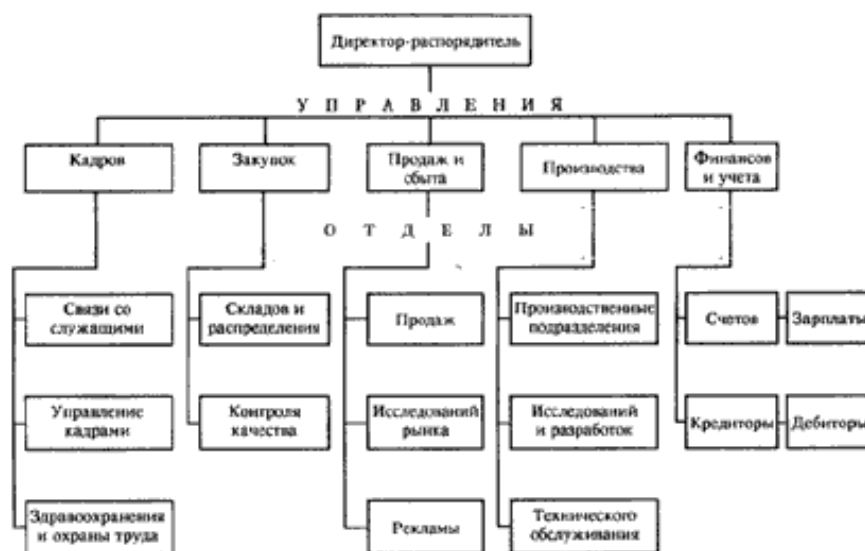 Директор-распорядитель
УПРАВЛЕНИЯ
Кадров
Закупок
Продаж и
сбыта
Производства
Финансов
и учета
ОТДЕЛЫ
Связи со
служащими
Складов и
распределения
Продаж
Производственные
подразделения
Счетов
Зарплаты
Управление
кадрами
Контроля
качества
Исследований
рынка
Исследований
и разработок
Кредиторы
Дебиторы
Здравоохранения
и охраны труда
Рекламы
Технического
обслуживания